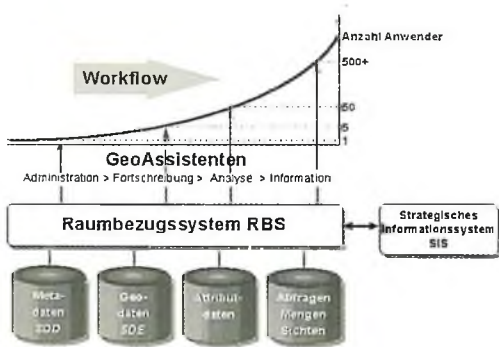 Anzahl Anwender
500+
Workflow
50
5
1
GeoAssistenten
Administration > Fortschreibung > Analyse > Information
Raumbezugssystem RBS
Strategisches
Informationssystem
SIS
Meta-
daten
Geo-
daten
SDE
Attribut-
daten
Abfragen
Mengen
Sichten